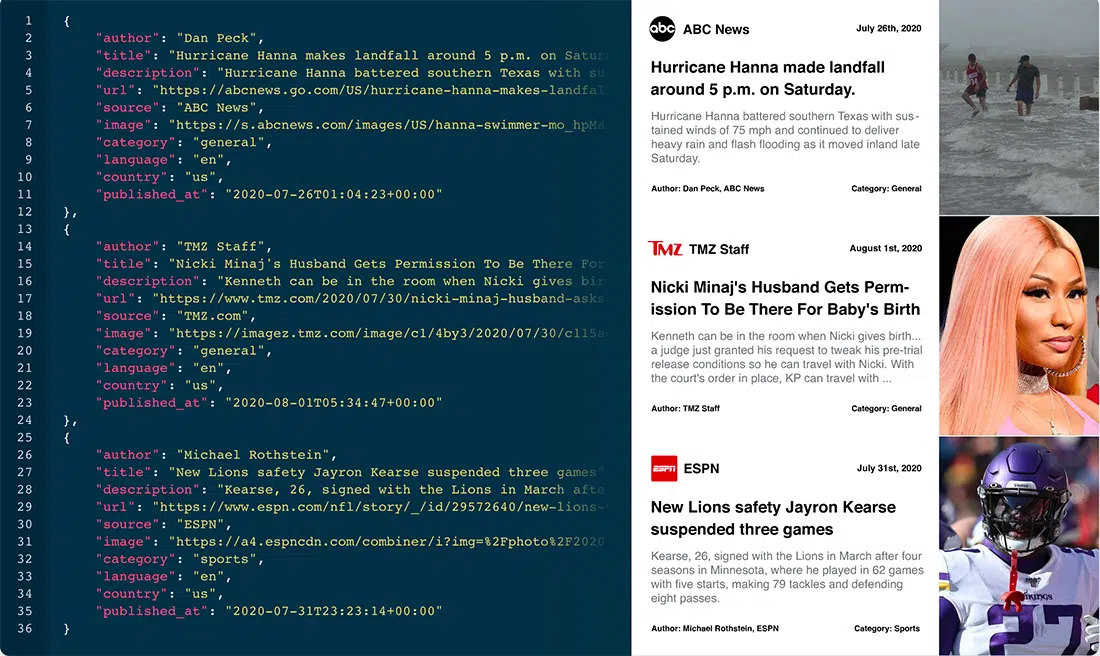 1 {
2 "author": "Dan Peck",
3 "title": "Hurricane Hanna makes landfall around 5 p.m. on Satur
4 "description": "Hurricane Hanna battered southern Texas with su
5 "url": "https://abcnews.go.com/US/hurricane-hanna-makes-landfal
6 "source": "ABC News",
7 "image": "https://s.abcnews.com/images/US/hanna-swimmer-mo_hpMa
8 "category": "general",
9 "language": "en",
10 "country": "us",
11 "published_at": "2020-07-26T01:04:23+00:00"
12 },
13 {
14 "author": "TMZ Staff",
15 "title": "Nicki Minaj's Husband Gets Permission To Be There For
16 "description": "Kenneth can be in the room when Nicki gives bir
17 "url": "https://www.tmz.com/2020/07/30/nicki-minaj-husband-asks
18 "source": "TMZ.com",
19 "image": "https://imagez.tmz.com/image/c1/4by3/2020/07/30/c115a
20 "category": "general",
21 "language": "en",
22 "country": "us",
23 "published_at": "2020-08-01T05:34:47+00:00"
24 },
25 {
26 "author": "Michael Rothstein",
27 "title": "New Lions safety Jayron Kearse suspended three games"
28 "description": "Kearse, 26, signed with the Lions in March afte
29 "url": "https://www.espn.com/nfl/story/_/id/29572640/new-lions-
30 "source": "ESPN",
31 "image": "https://a4.espncdn.com/combiner/i?img=%2Fphoto%2F2020
32 "category": "sports",
33 "language": "en",
34 "country": "us",
35 "published_at": "2020-07-31T23:23:14+00:00"
36 }
abc ABC News July 26th, 2020
Hurricane Hanna made landfall
around 5 p.m. on Saturday.
Hurricane Hanna battered southern Texas with sus-
tained winds of 75 mph and continued to deliver
heavy rain and flash flooding as it moved inland late
Saturday.
Author: Dan Peck, ABC News Category: General
TMZ TMZ Staff August 1st, 2020
Nicki Minaj's Husband Gets Perm-
ission To Be There For Baby's Birth
Kenneth can be in the room when Nicki gives birth...
a judge just granted his request to tweak his pre-trial
release conditions so he can travel with Nicki. With
the court's order in place, KP can travel with ...
Author: TMZ Staff Category: General
ESPN ESPN July 31st, 2020
New Lions safety Jayron Kearse
suspended three games
Kearse, 26, signed with the Lions in March after four
seasons in Minnesota, where he played in 62 games
with five starts, making 79 tackles and defending
eight passes.
Author: Michael Rothstein, ESPN Category: Sports
VIKINGS
27